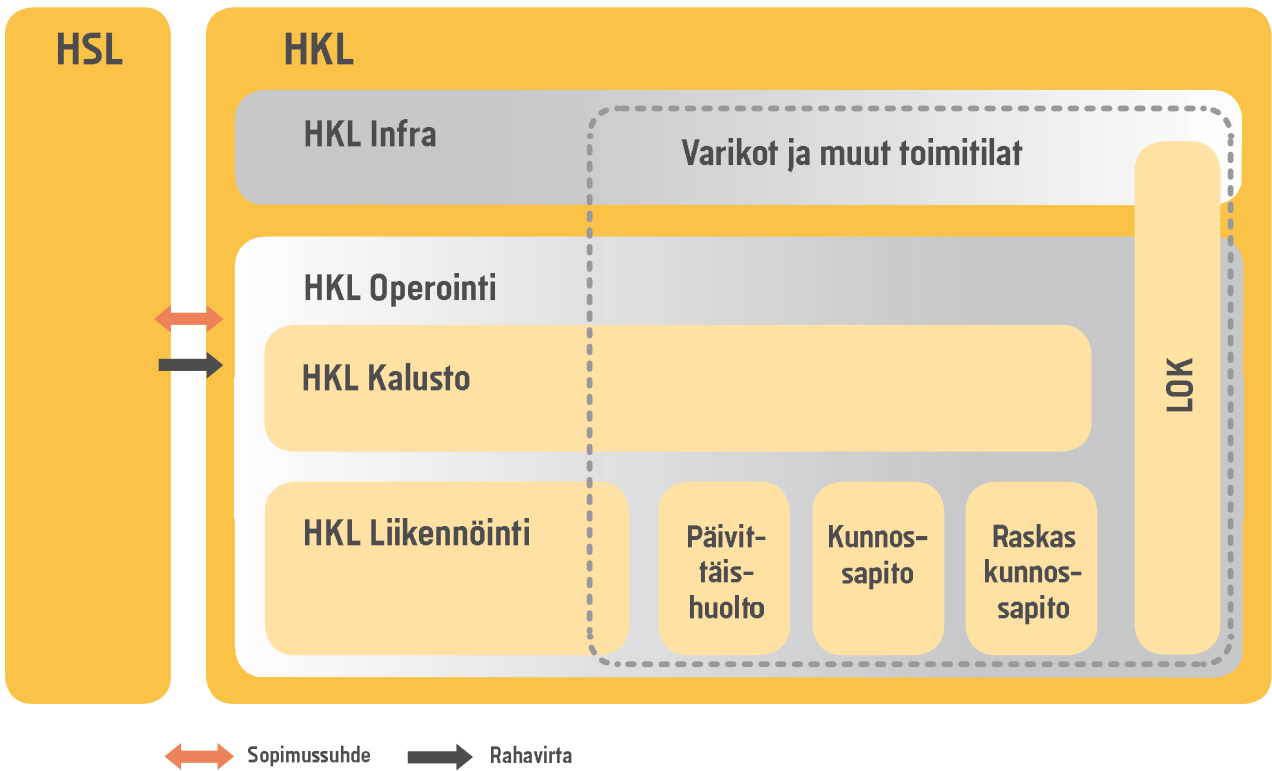 HSL
HKL
HKL Infra
Varikot ja muut toimitilat
HKL Operointi
HKL Kalusto
LOK
HKL Liikennöinti
Päivit-
täis-
huolto
Kunnos-
sapito
Raskas
kunnos-
sapito
Sopimussuhde
Rahavirta